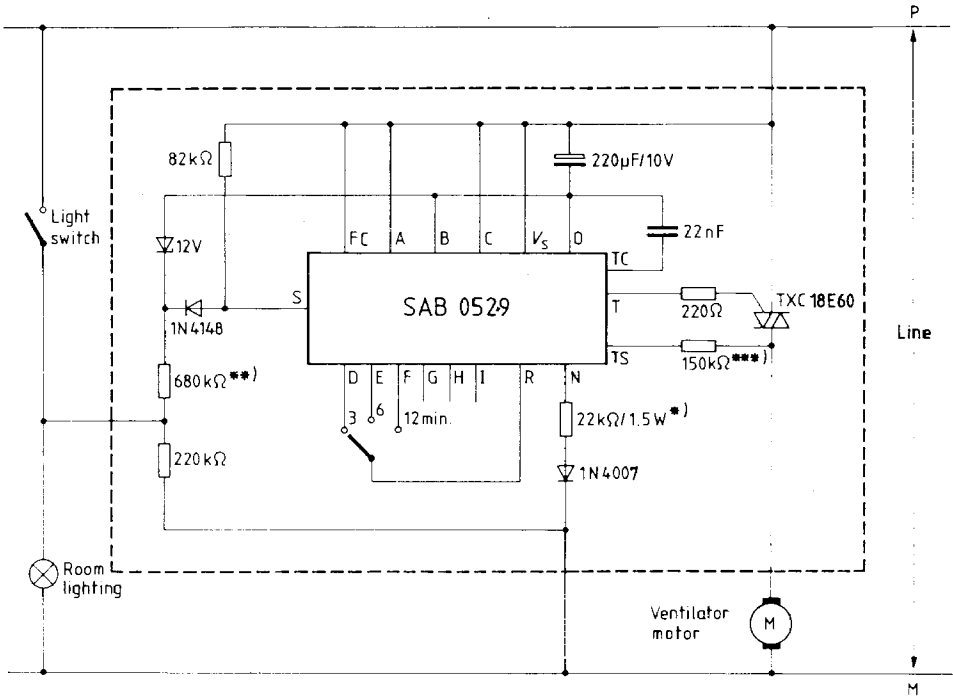 P
82kΩ
220µF/10V
Light
switch
12V
FC
A
B
C
Vs
0
22nF
TC
S
SAB 0529
T
220Ω
TXC 18E60
1N4148
Line
TS
150kΩ***)
680kΩ**)
D
E
F
G
H
I
R
N
3
6
12min.
22kΩ/1.5W*)
220kΩ
1N4007
Room
lighting
Ventilator
motor
M
M